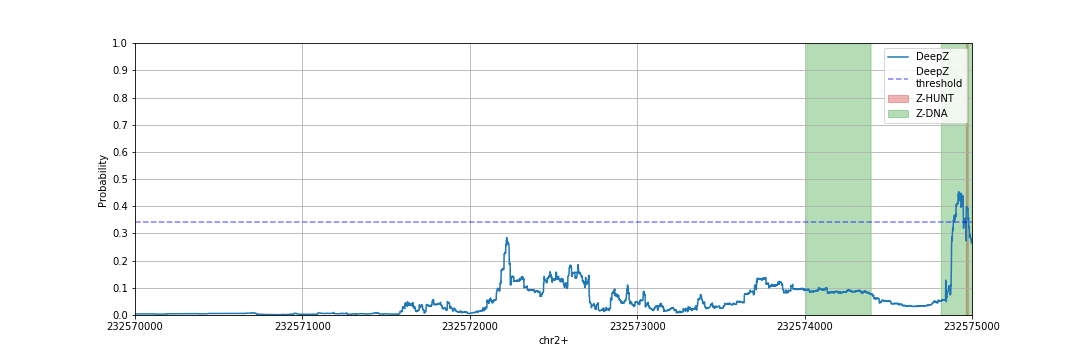 1.0
0.9
0.8
0.7
0.6
0.5
0.4
0.3
0.2
0.1
0.0
Probability
DeepZ
DeepZ
threshold
Z-HUNT
Z-DNA
232570000 232571000 232572000 232573000 232574000 232575000
chr2+